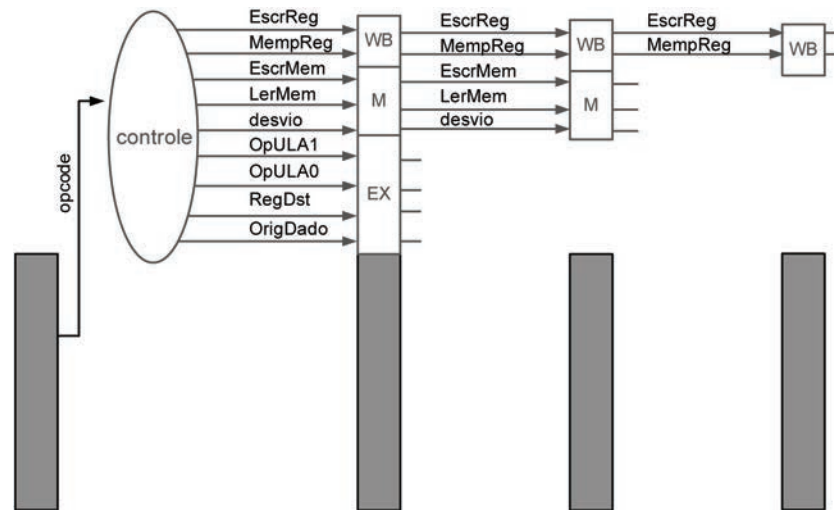 EscrReg
MempReg
EscrMem
LerMem
desvio
OpULA1
OpULA0
RegDst
OrigDado
controle
opcode
WB
M
EX
EscrReg
MempReg
EscrMem
LerMem
desvio
WB
M
EscrReg
MempReg
WB